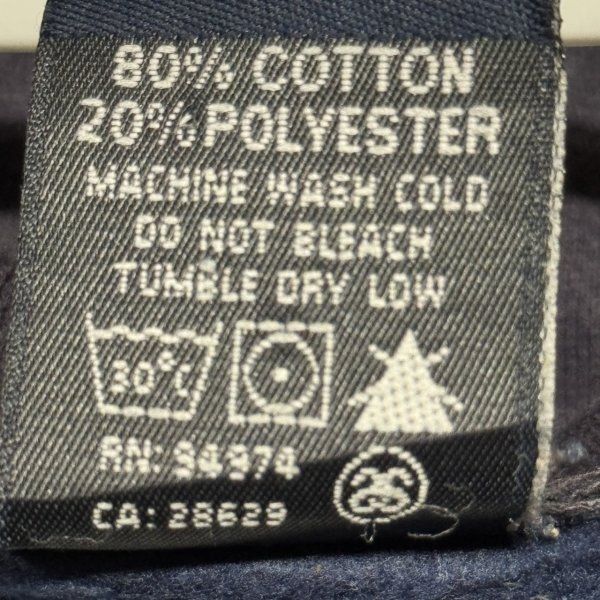 80% COTTON
20% POLYESTER
MACHINE WASH COLD
DO NOT BLEACH
TUMBLE DRY LOW
30°C
RN: 94974
CA: 28629